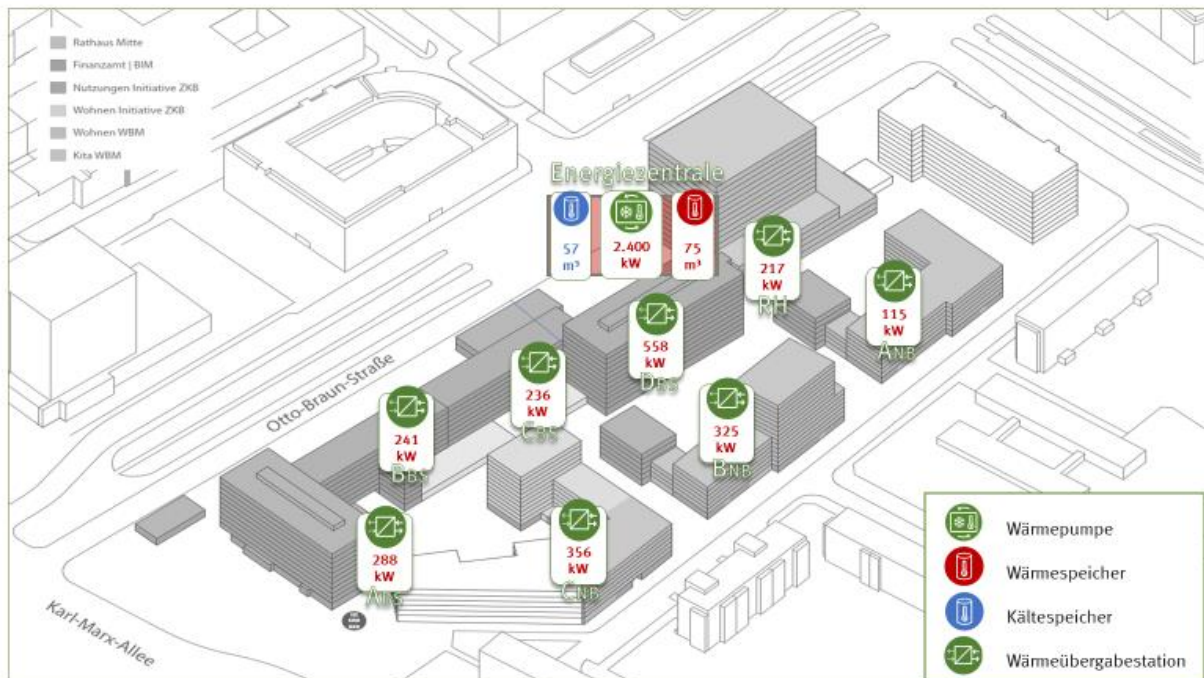 Rathaus Mitte
Finanzamt | BIM
Nutzungen Initiative ZKB
Wohnen Initiative ZKB
Wohnen WBM
Kita WBM
Energiezentrale
57
m³
2.400
kW
75
m³
217
kW
RH
115
kW
ANB
558
kW
DBS
236
kW
CBS
325
kW
BNB
241
kW
BBS
288
kW
ABS
356
kW
CNB
Otto-Braun-Straße
Karl-Marx-Allee
Wärmepumpe
Wärmespeicher
Kältespeicher
Wärmeübergabestation